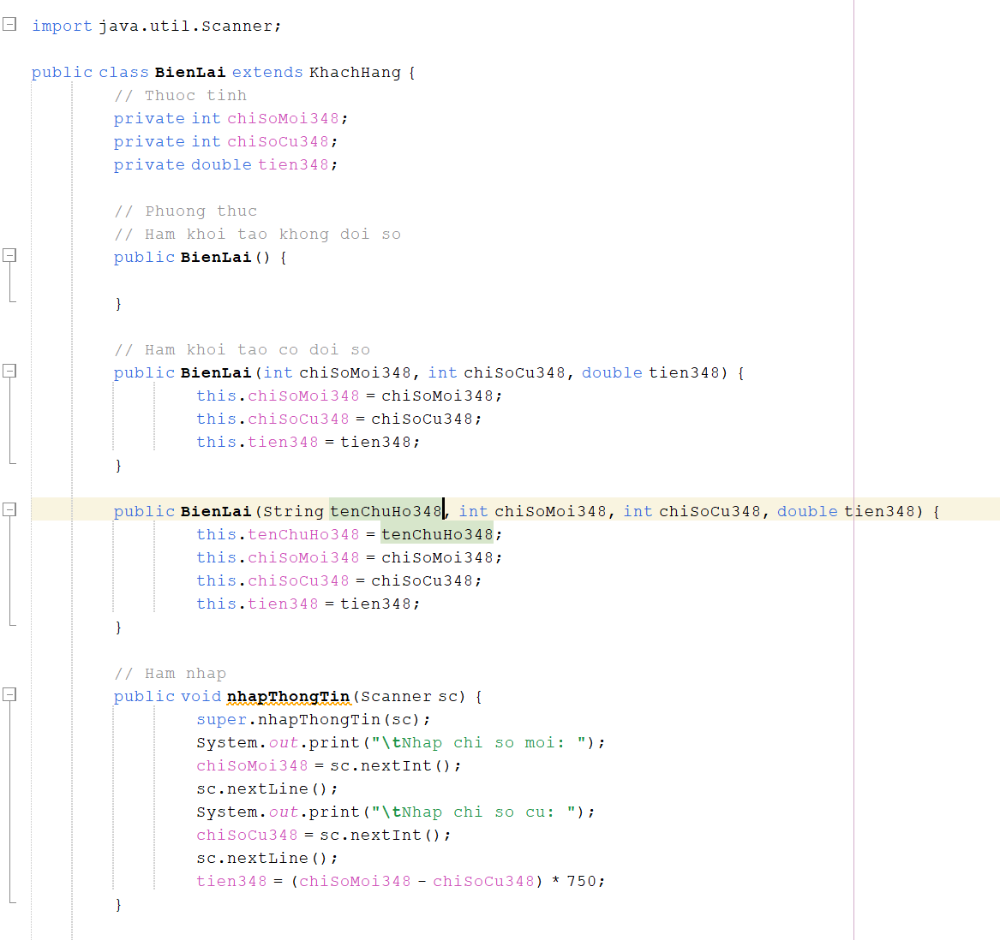 import java.util.Scanner;
public class BienLai extends KhachHang {
// Thuoc tinh
private int chiSoMoi348;
private int chiSoCu348;
private double tien348;
// Phuong thuc
// Ham khoi tao khong doi so
public BienLai() {
}
// Ham khoi tao co doi so
public BienLai(int chiSoMoi348, int chiSoCu348, double tien348) {
this.chiSoMoi348 = chiSoMoi348;
this.chiSoCu348 = chiSoCu348;
this.tien348 = tien348;
}
public BienLai(String tenChuHo348, int chiSoMoi348, int chiSoCu348, double tien348) {
this.tenChuHo348 = tenChuHo348;
this.chiSoMoi348 = chiSoMoi348;
this.chiSoCu348 = chiSoCu348;
this.tien348 = tien348;
}
// Ham nhap
public void nhapThongTin(Scanner sc) {
super.nhapThongTin(sc);
System.out.print("\tNhap chi so moi: ");
chiSoMoi348 = sc.nextInt();
sc.nextLine();
System.out.print("\tNhap chi so cu: ");
chiSoCu348 = sc.nextInt();
sc.nextLine();
tien348 = (chiSoMoi348 - chiSoCu348) * 750;
}